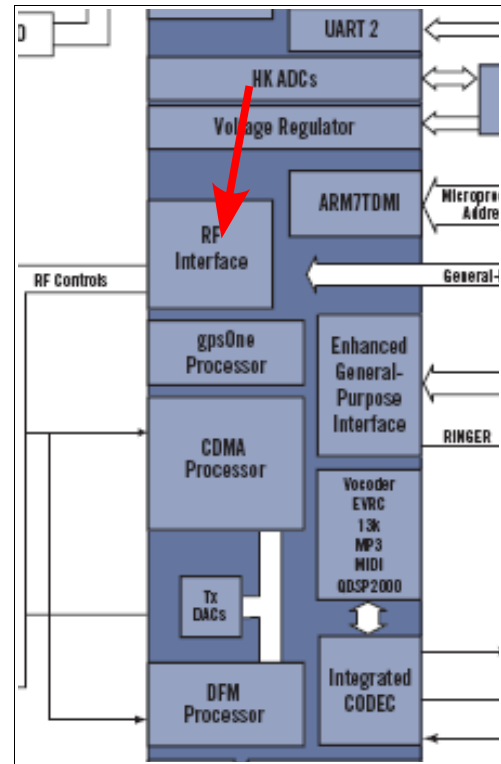 UART 2
HK ADCs
Voltage Regulator
ARM7TDMI
RF
Interface
RF Controls
gpsOne
Processor
Enhanced
General-
Purpose
Interface
RINGER
CDMA
Processor
Vocoder
EVRC
13k
MP3
MIDI
QDSP2000
Tx
DACs
DFM
Processor
Integrated
CODEC